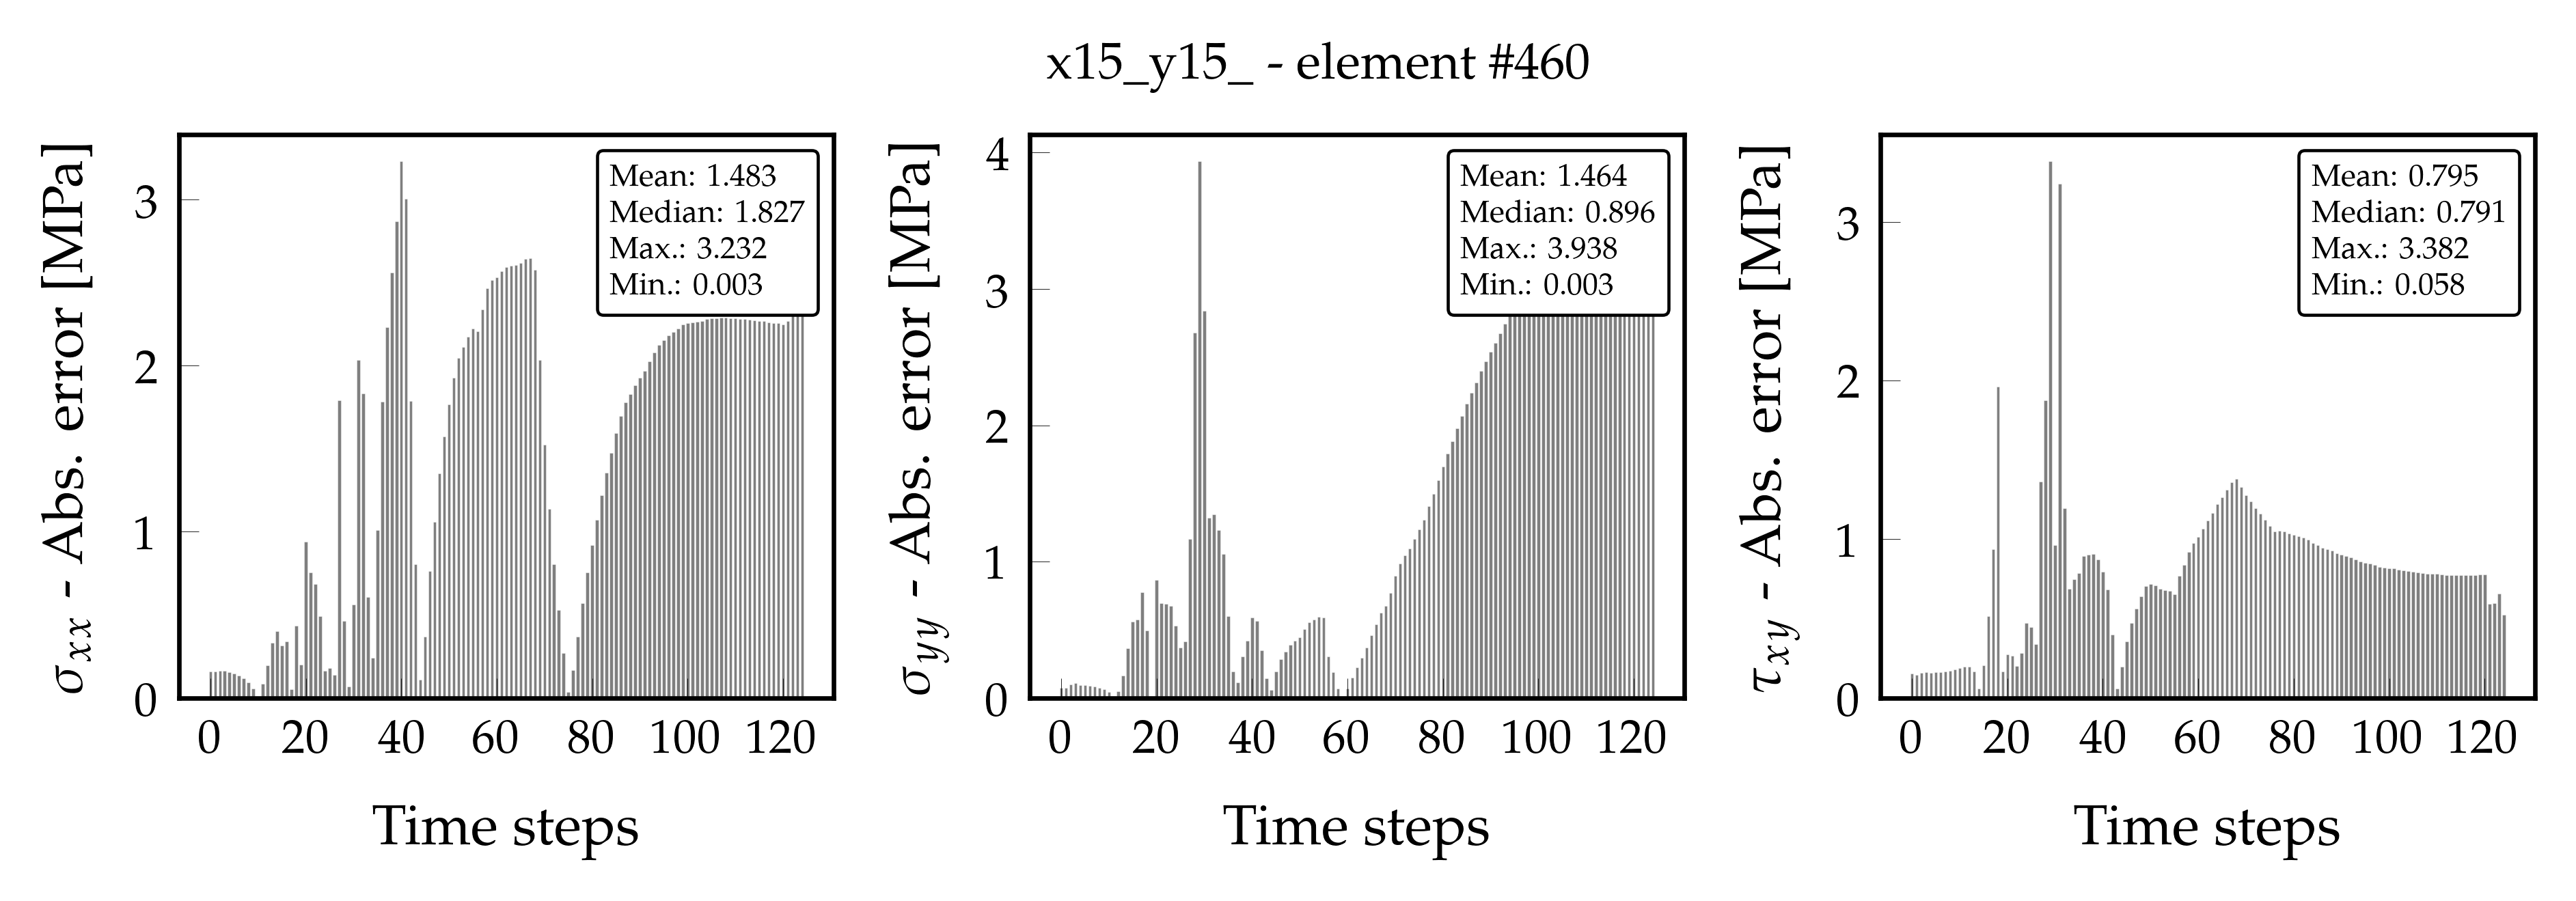 x15_y15_ - element #460
σxx - Abs. error [MPa]
3
2
1
0
0 20 40 60 80 100 120
Time steps
Mean: 1.483
Median: 1.827
Max.: 3.232
Min.: 0.003
σyy - Abs. error [MPa]
4
3
2
1
0
0 20 40 60 80 100 120
Time steps
Mean: 1.464
Median: 0.896
Max.: 3.938
Min.: 0.003
τxy - Abs. error [MPa]
3
2
1
0
0 20 40 60 80 100 120
Time steps
Mean: 0.795
Median: 0.791
Max.: 3.382
Min.: 0.058